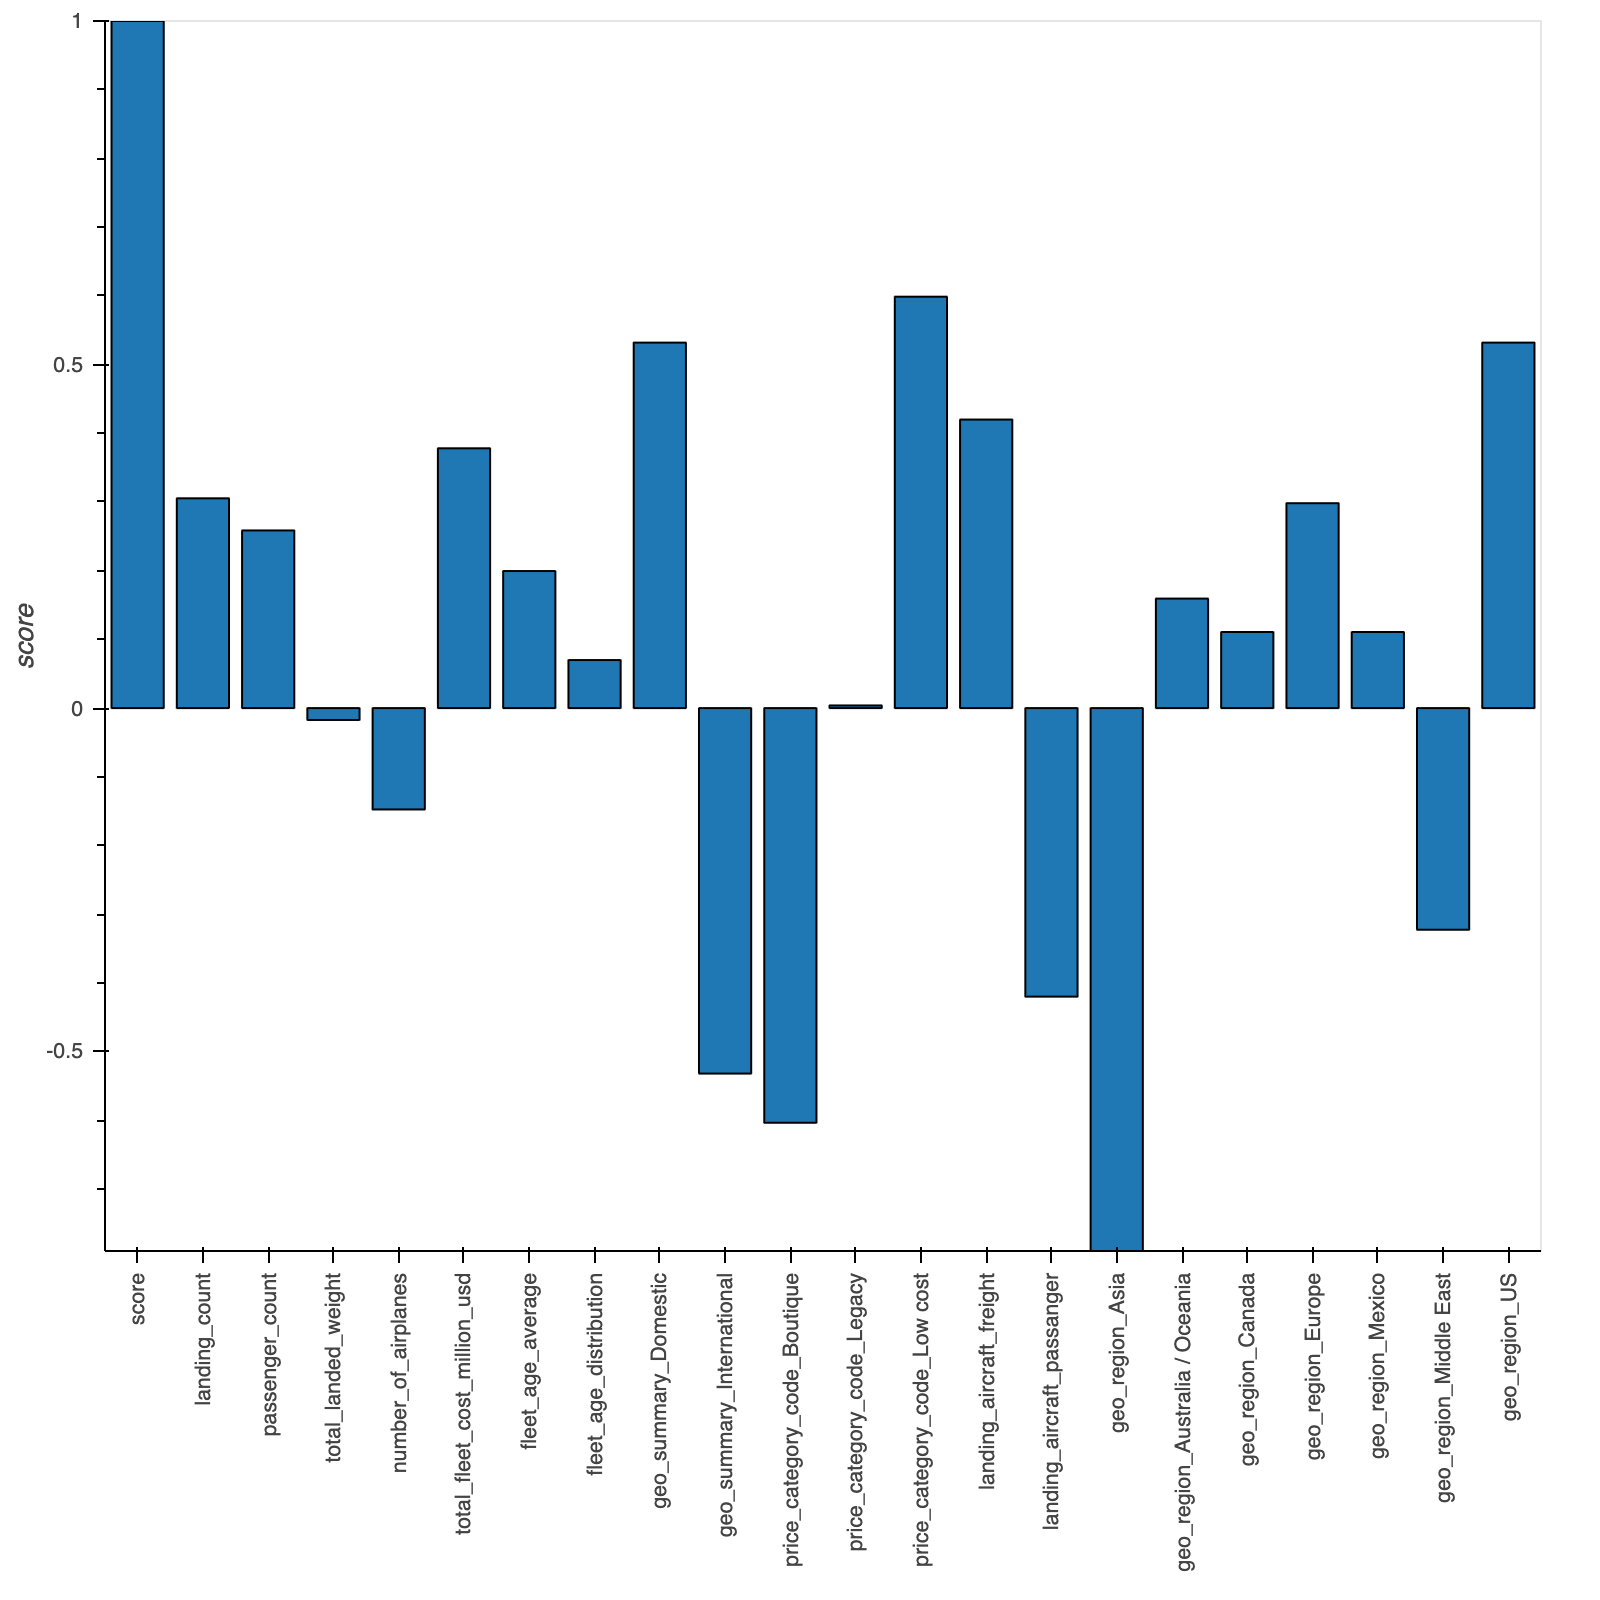 1
0.5
0
-0.5
score
score
landing_count
passenger_count
total_landed_weight
number_of_airplanes
total_fleet_cost_million_usd
fleet_age_average
fleet_age_distribution
geo_summary_Domestic
geo_summary_International
price_category_code_Boutique
price_category_code_Legacy
price_category_code_Low cost
landing_aircraft_freight
landing_aircraft_passanger
geo_region_Asia
geo_region_Australia / Oceania
geo_region_Canada
geo_region_Europe
geo_region_Mexico
geo_region_Middle East
geo_region_US